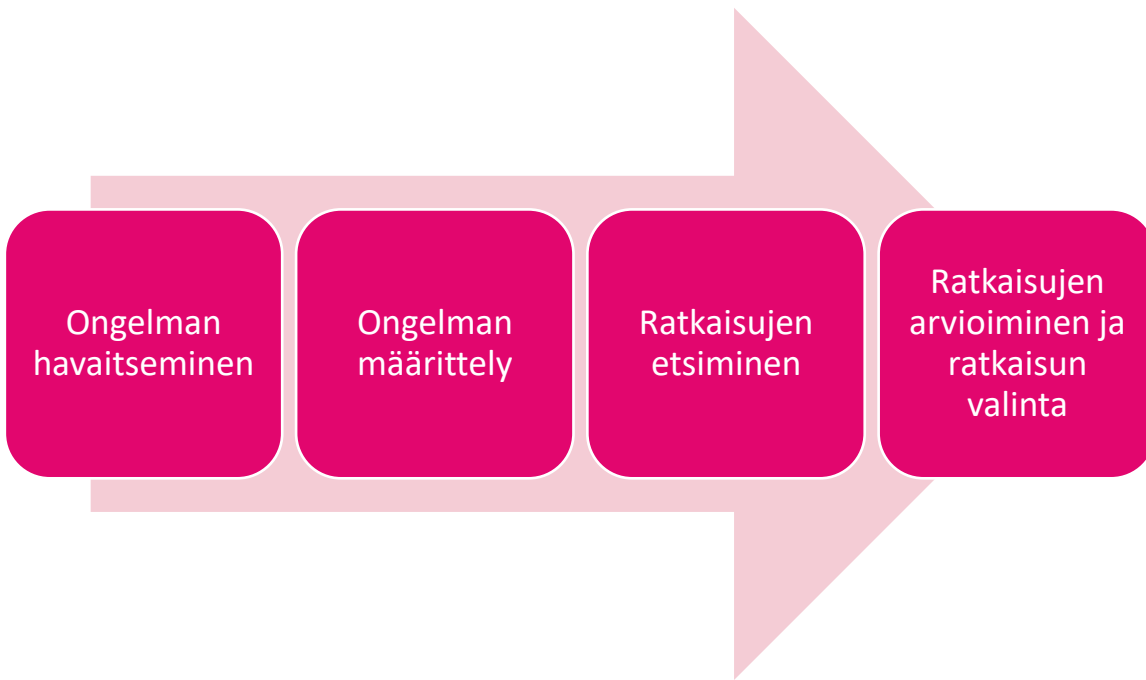 Ongelman
havaitseminen
Ongelman
määrittely
Ratkaisujen
etsiminen
Ratkaisujen
arvioiminen ja
ratkaisun
valinta